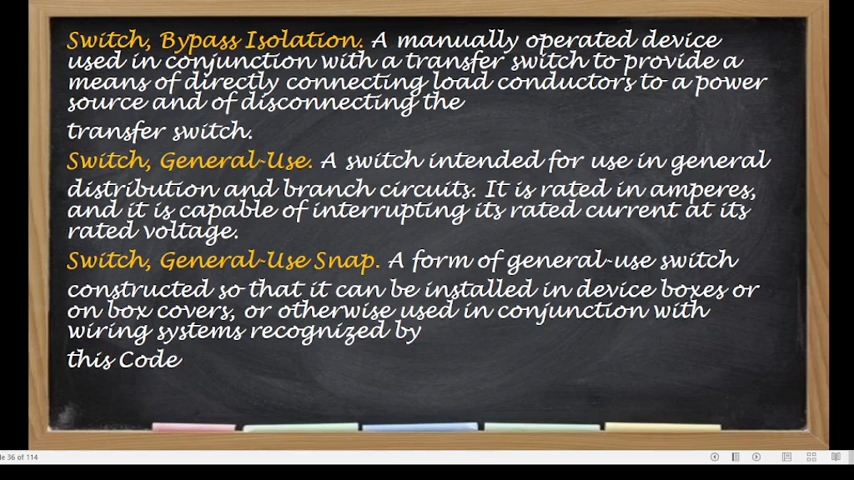 Switch, Bypass Isolation. A manually operated device
used in conjunction with a transfer switch to provide a
means of directly connecting load conductors to a power
source and of disconnecting the
transfer switch.
Switch, General-Use. A switch intended for use in general
distribution and branch circuits. It is rated in amperes,
and it is capable of interrupting its rated current at its
rated voltage.
Switch, General-Use Snap. A form of general-use switch
constructed so that it can be installed in device boxes or
on box covers, or otherwise used in conjunction with
wiring systems recognized by
this Code
de 36 of 114